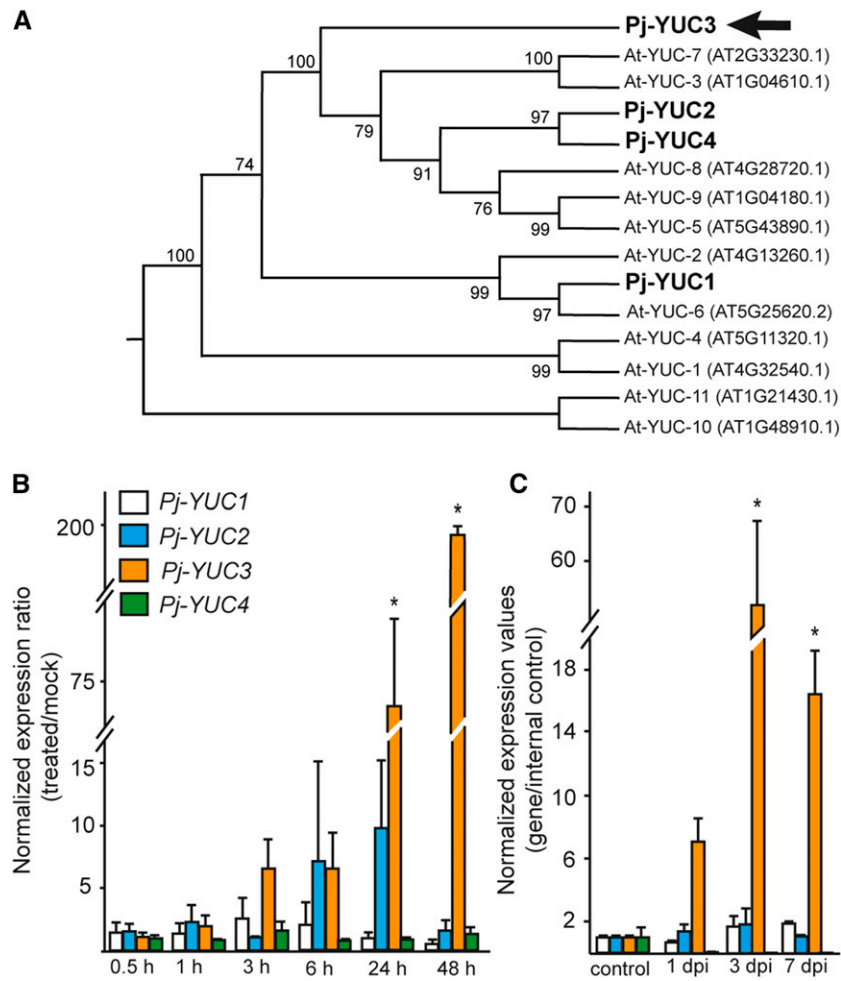 A
Pj-YUC3
100
At-YUC-7 (AT2G33230.1)
100
At-YUC-3 (AT1G04610.1)
Pj-YUC2
97
79
Pj-YUC4
91
At-YUC-8 (AT4G28720.1)
74
At-YUC-9 (AT1G04180.1)
76
99
At-YUC-5 (AT5G43890.1)
At-YUC-2 (AT4G13260.1)
100
Pj-YUC1
99
97
At-YUC-6 (AT5G25620.2)
At-YUC-4 (AT5G11320.1)
99
At-YUC-1 (AT4G32540.1)
At-YUC-11 (AT1G21430.1)
At-YUC-10 (AT1G48910.1)
B
Pj-YUC1
Pj-YUC2
Pj-YUC3
Pj-YUC4
Normalized expression ratio
(treated/mock)
200
75
15
10
5
*
*
0.5 h 1 h 3 h 6 h 24 h 48 h
C
Normalized expression values
(gene/internal control)
70
60
18
14
10
6
2
*
*
control 1 dpi 3 dpi 7 dpi